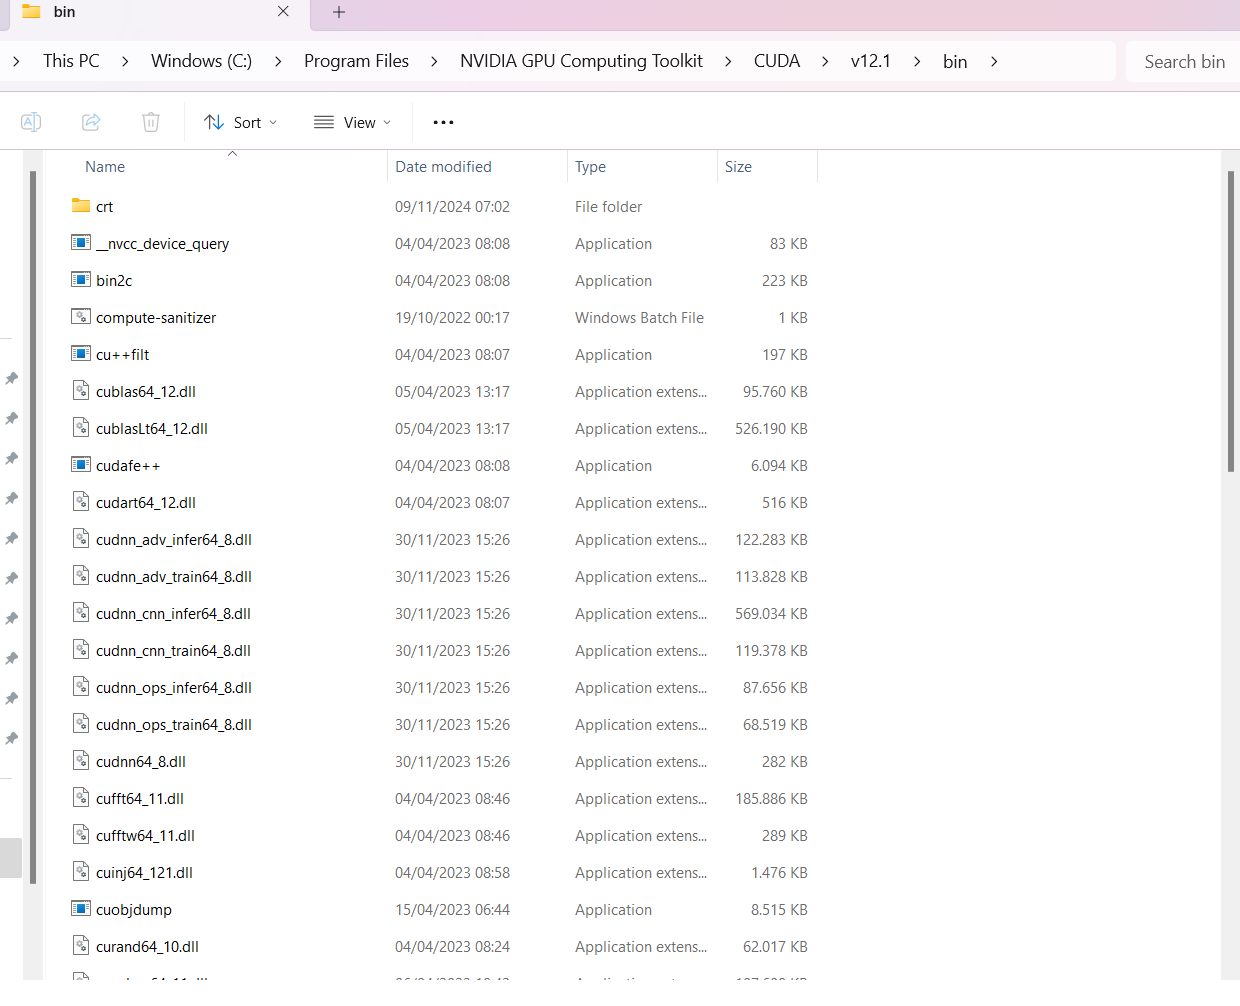 bin
This PC Windows (C:) Program Files NVIDIA GPU Computing Toolkit CUDA v12.1 bin Search bin
Sort View
Name Date modified Type Size
crt 09/11/2024 07:02 File folder
__nvcc_device_query 04/04/2023 08:08 Application 83 KB
bin2c 04/04/2023 08:08 Application 223 KB
compute-sanitizer 19/10/2022 00:17 Windows Batch File 1 KB
cu++filt 04/04/2023 08:07 Application 197 KB
cublas64_12.dll 05/04/2023 13:17 Application extens... 95.760 KB
cublasLt64_12.dll 05/04/2023 13:17 Application extens... 526.190 KB
cudafe++ 04/04/2023 08:08 Application 6.094 KB
cudart64_12.dll 04/04/2023 08:07 Application extens... 516 KB
cudnn_adv_infer64_8.dll 30/11/2023 15:26 Application extens... 122.283 KB
cudnn_adv_train64_8.dll 30/11/2023 15:26 Application extens... 113.828 KB
cudnn_cnn_infer64_8.dll 30/11/2023 15:26 Application extens... 569.034 KB
cudnn_cnn_train64_8.dll 30/11/2023 15:26 Application extens... 119.378 KB
cudnn_ops_infer64_8.dll 30/11/2023 15:26 Application extens... 87.656 KB
cudnn_ops_train64_8.dll 30/11/2023 15:26 Application extens... 68.519 KB
cudnn64_8.dll 30/11/2023 15:26 Application extens... 282 KB
cufft64_11.dll 04/04/2023 08:46 Application extens... 185.886 KB
cufftw64_11.dll 04/04/2023 08:46 Application extens... 289 KB
cuinj64_121.dll 04/04/2023 08:58 Application extens... 1.476 KB
cuobjdump 15/04/2023 06:44 Application 8.515 KB
curand64_10.dll 04/04/2023 08:24 Application extens... 62.017 KB